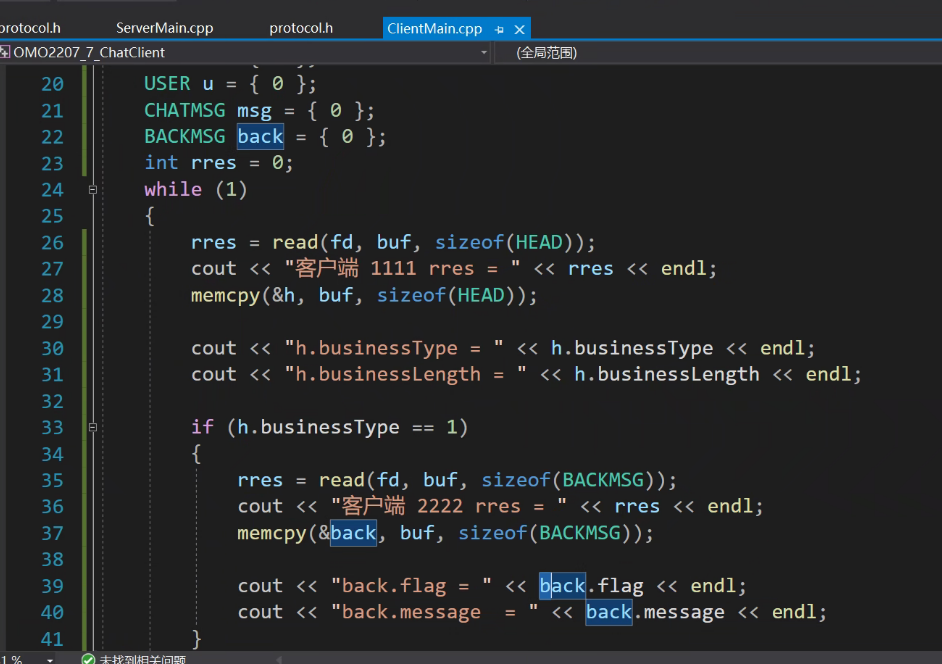 protocol.h ServerMain.cpp protocol.h ClientMain.cpp
OMO2207_7_ChatClient (全局范围)
20 USER u = { 0 };
21 CHATMSG msg = { 0 };
22 BACKMSG back = { 0 };
23 int rres = 0;
24 while (1)
25 {
26 rres = read(fd, buf, sizeof(HEAD));
27 cout << "客户端 1111 rres = " << rres << endl;
28 memcpy(&h, buf, sizeof(HEAD));
29
30 cout << "h.businessType = " << h.businessType << endl;
31 cout << "h.businessLength = " << h.businessLength << endl;
32
33 if (h.businessType == 1)
34 {
35 rres = read(fd, buf, sizeof(BACKMSG));
36 cout << "客户端 2222 rres = " << rres << endl;
37 memcpy(&back, buf, sizeof(BACKMSG));
38
39 cout << "back.flag = " << back.flag << endl;
40 cout << "back.message  = " << back.message << endl;
41 }
1 % 未找到相关问题